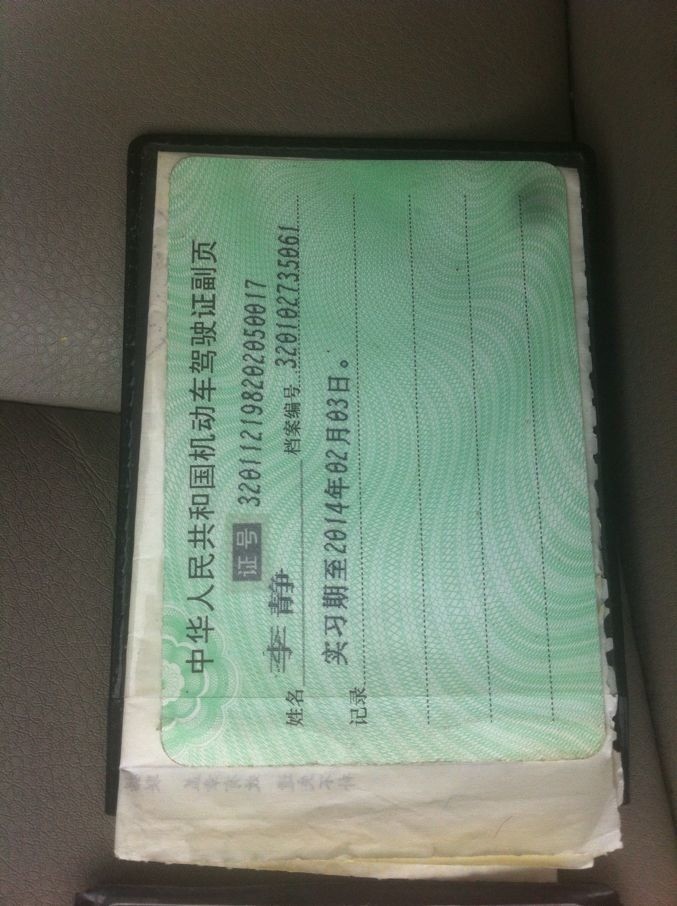 中华人民共和国机动车驾驶证副页
证号 320112198202050017
姓名 李静 档案编号 320102735061
记录 实习期至2014年02月03日。